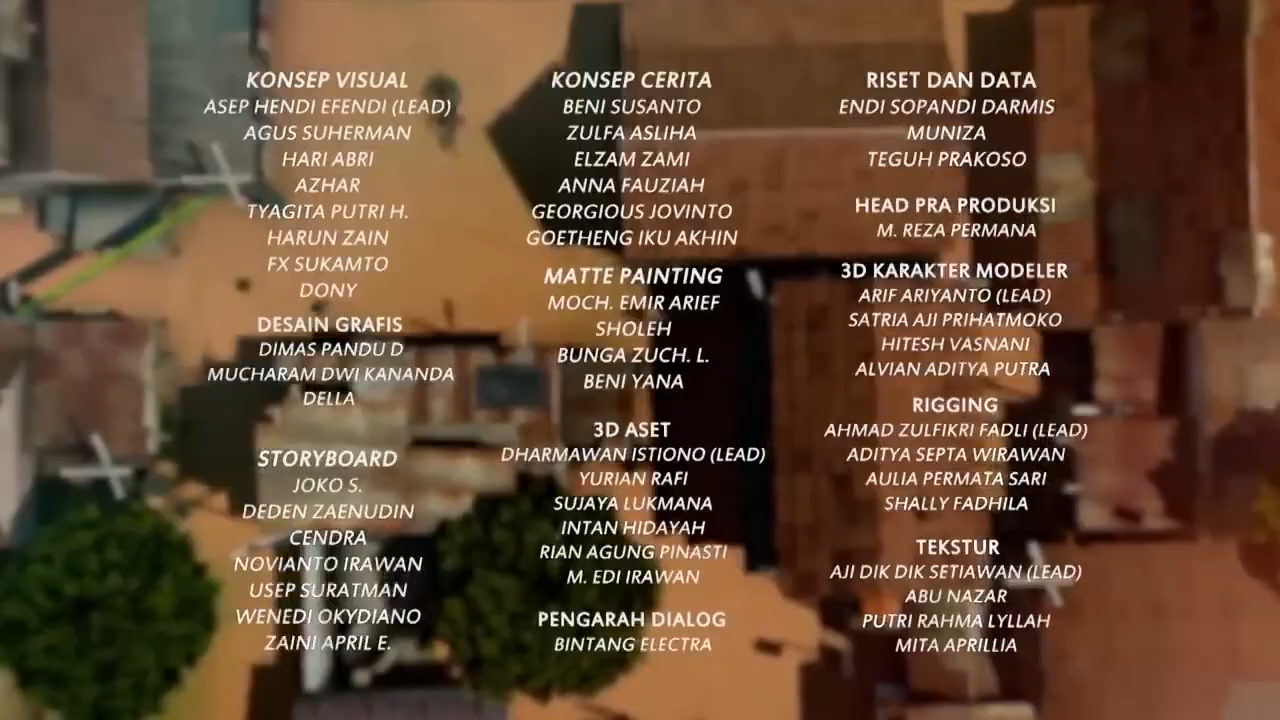 KONSEP VISUAL
ASEP HENDI EFENDI (LEAD)
AGUS SUHERMAN
HARI ABRI
AZHAR
TYAGITA PUTRI H.
HARUN ZAIN
FX SUKAMTO
DONY
DESAIN GRAFIS
DIMAS PANDU D
MUCHARAM DWI KANANDA
DELLA
STORYBOARD
JOKO S.
DEDEN ZAENUDIN
CENDRA
NOVIANTO IRAWAN
USEP SURATMAN
WENEDI OKYDIANO
ZAINI APRIL E.
KONSEP CERITA
BENI SUSANTO
ZULFA ASLIHA
ELZAM ZAMI
ANNA FAUZIAH
GEORGIOUS JOVINTO
GOETHENG IKU AKHIN
MATTE PAINTING
MOCH. EMIR ARIEF
SHOLEH
BUNGA ZUCH. L.
BENI YANA
3D ASET
DHARMAWAN ISTIONO (LEAD)
YURIAN RAFI
SUJAYA LUKMANA
INTAN HIDAYAH
RIAN AGUNG PINASTI
M. EDI IRAWAN
PENGARAH DIALOG
BINTANG ELECTRA
RISET DAN DATA
ENDI SOPANDI DARMIS
MUNIZA
TEGUH PRAKOSO
HEAD PRA PRODUKSI
M. REZA PERMANA
3D KARAKTER MODELER
ARIF ARIYANTO (LEAD)
SATRIA AJI PRIHATMOKO
HITESH VASNANI
ALVIAN ADITYA PUTRA
RIGGING
AHMAD ZULFIKRI FADLI (LEAD)
ADITYA SEPTA WIRAWAN
AULIA PERMATA SARI
SHALLY FADHILA
TEKSTUR
AJI DIK DIK SETIAWAN (LEAD)
ABU NAZAR
PUTRI RAHMA LYLLAH
MITA APRILLIA